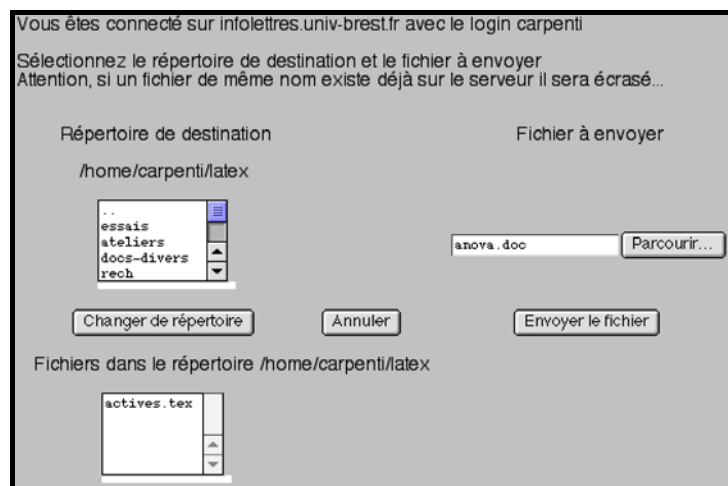 Vous êtes connecté sur infolettres.univ-brest.fr avec le login carpenti
Sélectionnez le répertoire de destination et le fichier à envoyer
Attention, si un fichier de même nom existe déjà sur le serveur il sera écrasé...
Répertoire de destination
Fichier à envoyer
/home/carpenti/latex
..
essais
ateliers
docs-divers
rech
anova.doc
Parcourir...
Changer de répertoire
Annuler
Envoyer le fichier
Fichiers dans le répertoire /home/carpenti/latex
actives.tex